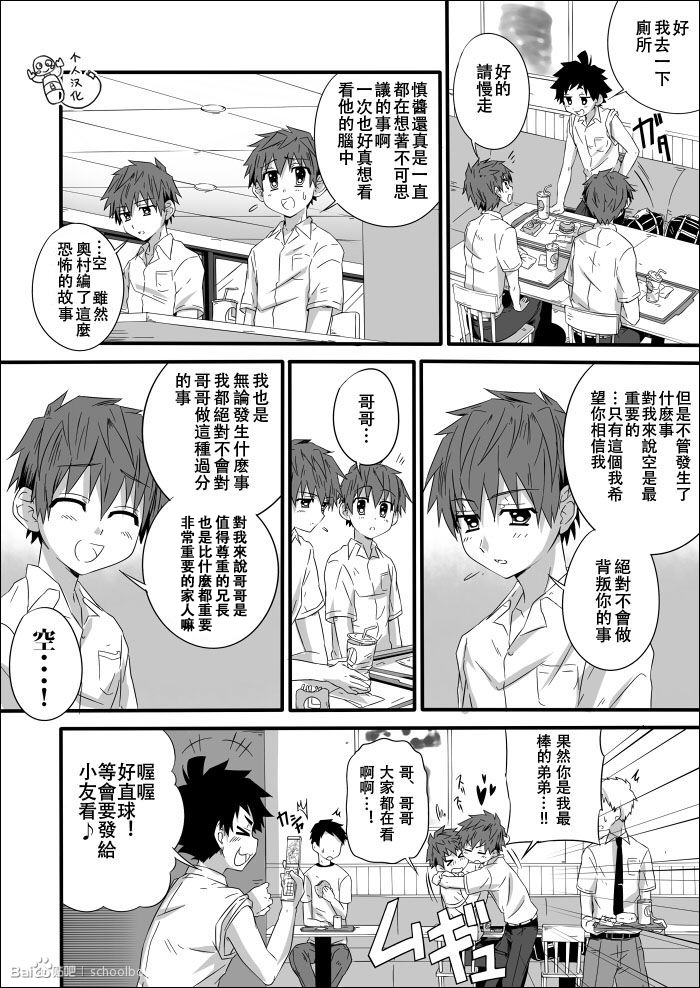 好
我去一下
廁所
好的
請慢走
ガタ
慎醬還真是一直
都在想著不可思
議的事啊
一次也好真想看
看他的腦中
…空　雖然
奧村編了這麼
恐怖的故事
个人汉化
但是不管發生了
什麼事
對我來說空是最
重要的
…只有這個我希
望你相信我
絕對不會做
背叛你的事
哥哥…
我也是
無論發生什麼事
我都絕對不會對
哥哥做這種過分
的事
對我來說哥哥是
值得尊重的兄長
也是比什麼都重要
非常重要的家人嘛
空…！
果然你是我最
棒的弟弟…!!
哥、哥哥
大家都在看
啊啊…！
ムギュ
カシャ
喔喔
好直球！
等會要發給
小友看♪
Bai贴吧 | schoolbo